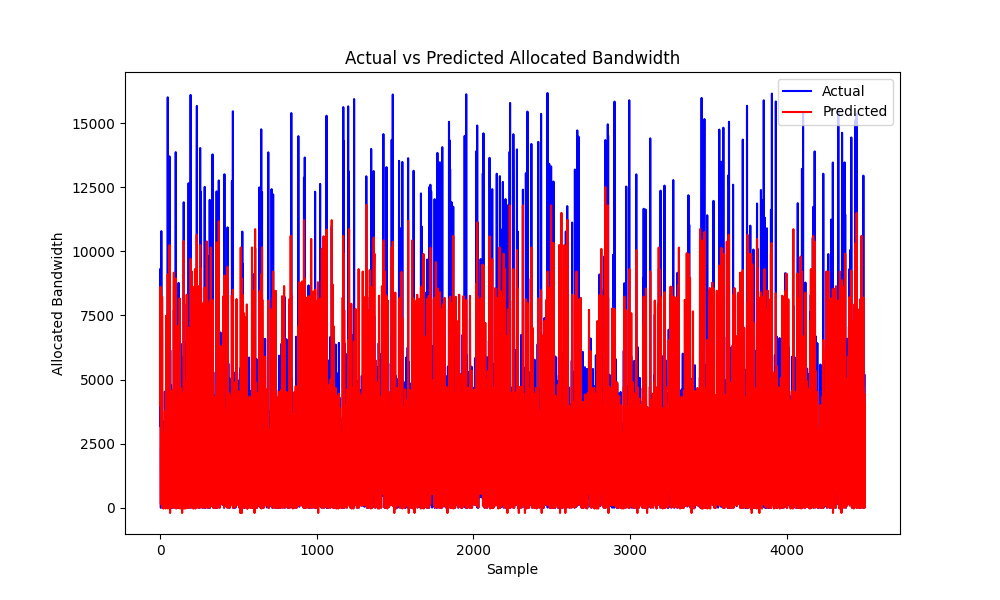 Actual vs Predicted Allocated Bandwidth
Actual
Predicted
Allocated Bandwidth
15000
12500
10000
7500
5000
2500
0
0 1000 2000 3000 4000
Sample